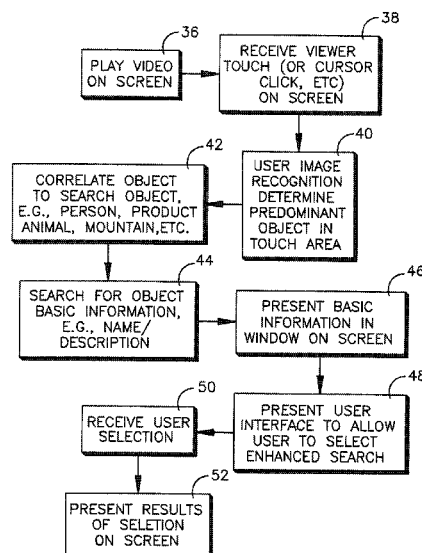 36
PLAY VIDEO
ON SCREEN
38
RECEIVE VIEWER
TOUCH (OR CURSOR
CLICK, ETC)
ON SCREEN
40
USER IMAGE
RECOGNITION
DETERMINE
PREDOMINANT
OBJECT IN
TOUCH AREA
42
CORRELATE OBJECT
TO SEARCH OBJECT,
E.G., PERSON, PRODUCT
ANIMAL, MOUNTAIN,ETC.
44
SEARCH FOR OBJECT
BASIC INFORMATION,
E.G., NAME/
DESCRIPTION
46
PRESENT BASIC
INFORMATION IN
WINDOW ON SCREEN
48
PRESENT USER
INTERFACE TO ALLOW
USER TO SELECT
ENHANCED SEARCH
50
RECEIVE USER
SELECTION
52
PRESENT RESULTS
OF SELETION
ON SCREEN